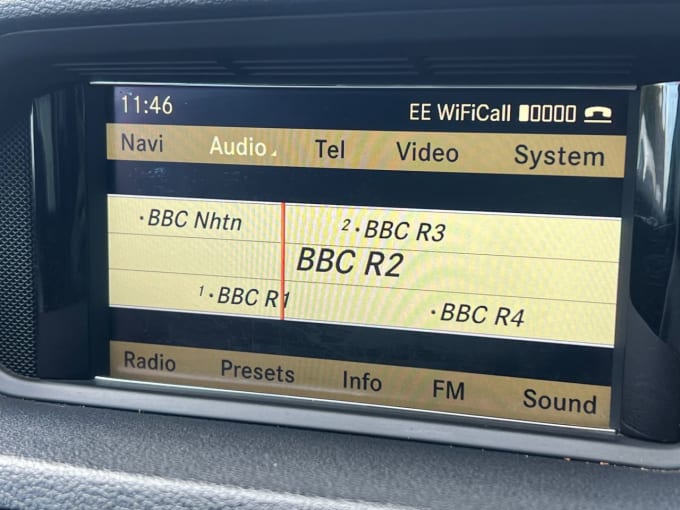 11:46 EE WiFiCall
Navi Audio Tel Video System
·BBC Nhtn 2·BBC R3
BBC R2
1·BBC R1 ·BBC R4
Radio Presets Info FM Sound